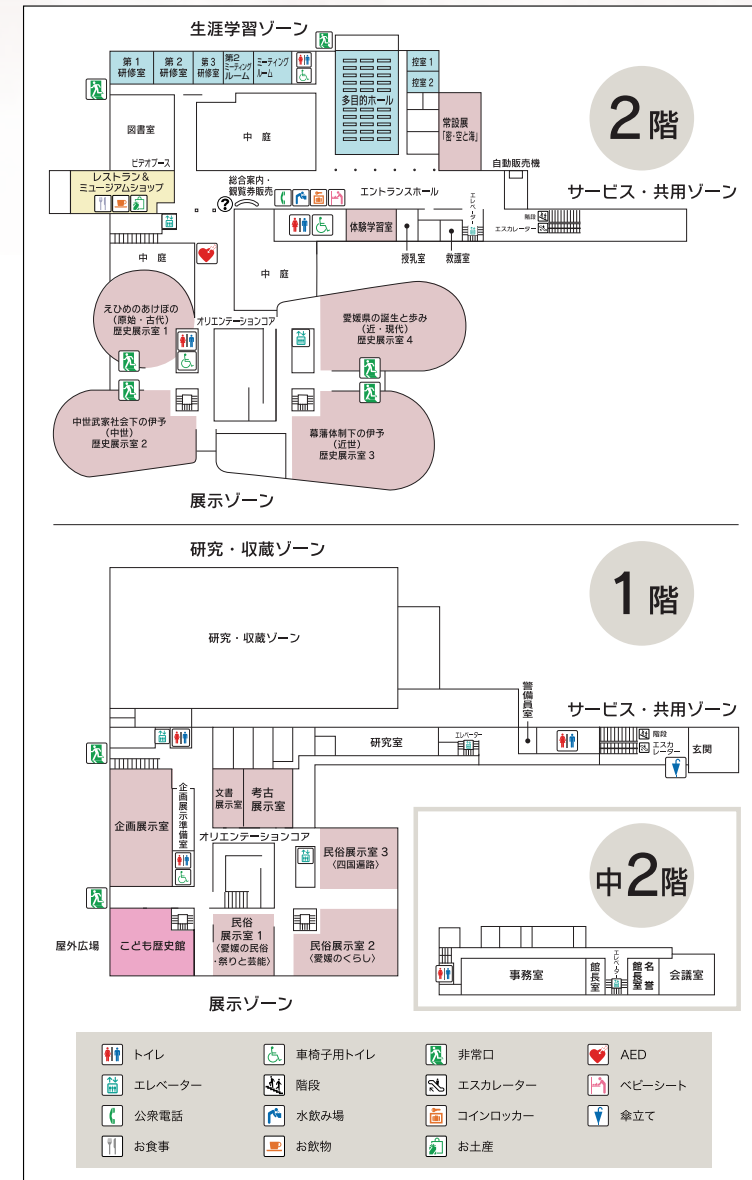 生涯学習ゾーン
第1
研修室
第2
研修室
第3
研修室
第2
ミーティング
ルーム
ミーティング
ルーム
多目的ホール
控室1
控室2
常設展
「密・空と海」
2階
図書室
中庭
ビデオブース
レストラン&
ミュージアムショップ
総合案内・
観覧券販売
?
エントランスホール
自動販売機
サービス・共用ゾーン
エレベーター
階段
エスカレーター
体験学習室
授乳室
救護室
中庭
中庭
えひめのあけぼの
(原始・古代)
歴史展示室1
オリエンテーションコア
愛媛県の誕生と歩み
(近・現代)
歴史展示室4
中世武家社会下の伊予
(中世)
歴史展示室2
幕藩体制下の伊予
(近世)
歴史展示室3
展示ゾーン
研究・収蔵ゾーン
1階
研究・収蔵ゾーン
警備員室
サービス・共用ゾーン
研究室
エレベーター
階段
エスカ
レーター
玄関
企画展示室
企画展示準備室
文書
展示室
考古
展示室
オリエンテーションコア
民俗展示室3
〈四国遍路〉
屋外広場
こども歴史館
民俗
展示室1
〈愛媛の民俗
・祭りと芸能〉
民俗展示室2
〈愛媛のくらし〉
展示ゾーン
中2階
事務室
館長室
エレベーター
名誉
館長室
会議室
トイレ
車椅子用トイレ
非常口
AED
エレベーター
階段
エスカレーター
ベビーシート
公衆電話
水飲み場
コインロッカー
傘立て
お食事
お飲物
お土産